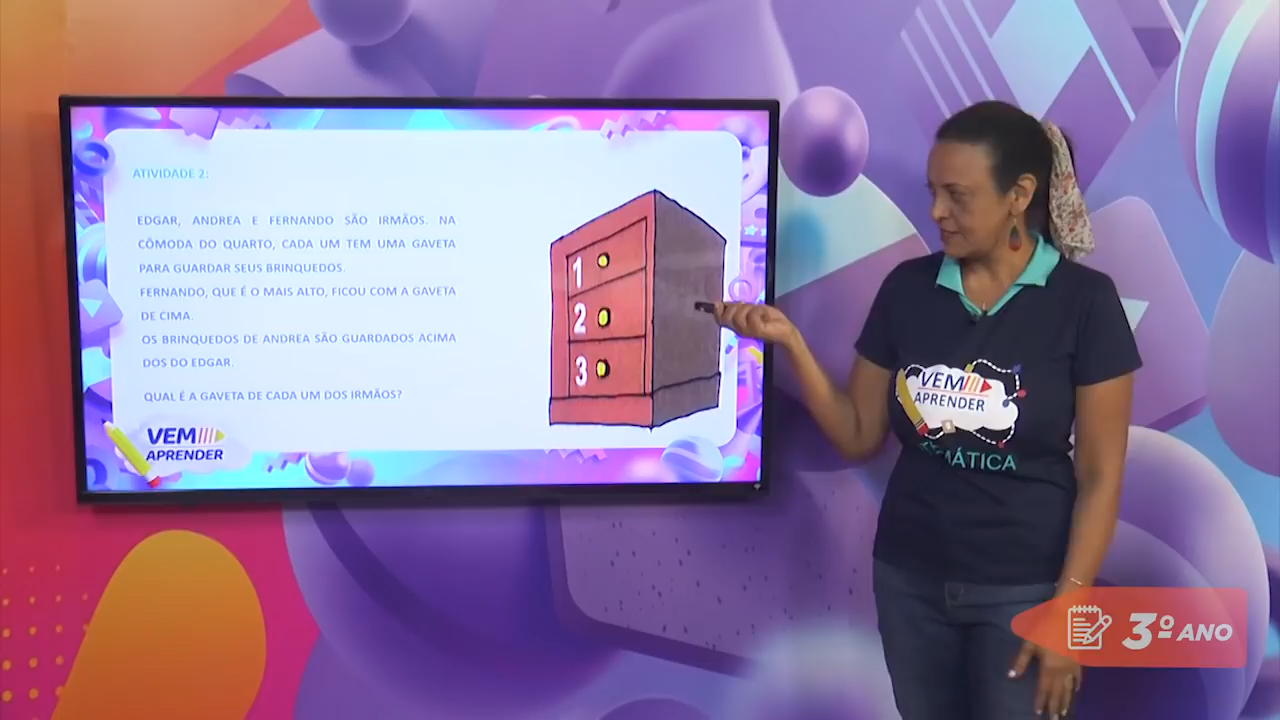 ATIVIDADE 2:
EDGAR, ANDREA E FERNANDO SÃO IRMÃOS. NA
CÔMODA DO QUARTO, CADA UM TEM UMA GAVETA
PARA GUARDAR SEUS BRINQUEDOS.
FERNANDO, QUE É O MAIS ALTO, FICOU COM A GAVETA
DE CIMA.
OS BRINQUEDOS DE ANDREA SÃO GUARDADOS ACIMA
DOS DO EDGAR.
QUAL É A GAVETA DE CADA UM DOS IRMÃOS?
1
2
3
VEM
APRENDER
VEM
APRENDER
MÁTICA
3º ANO